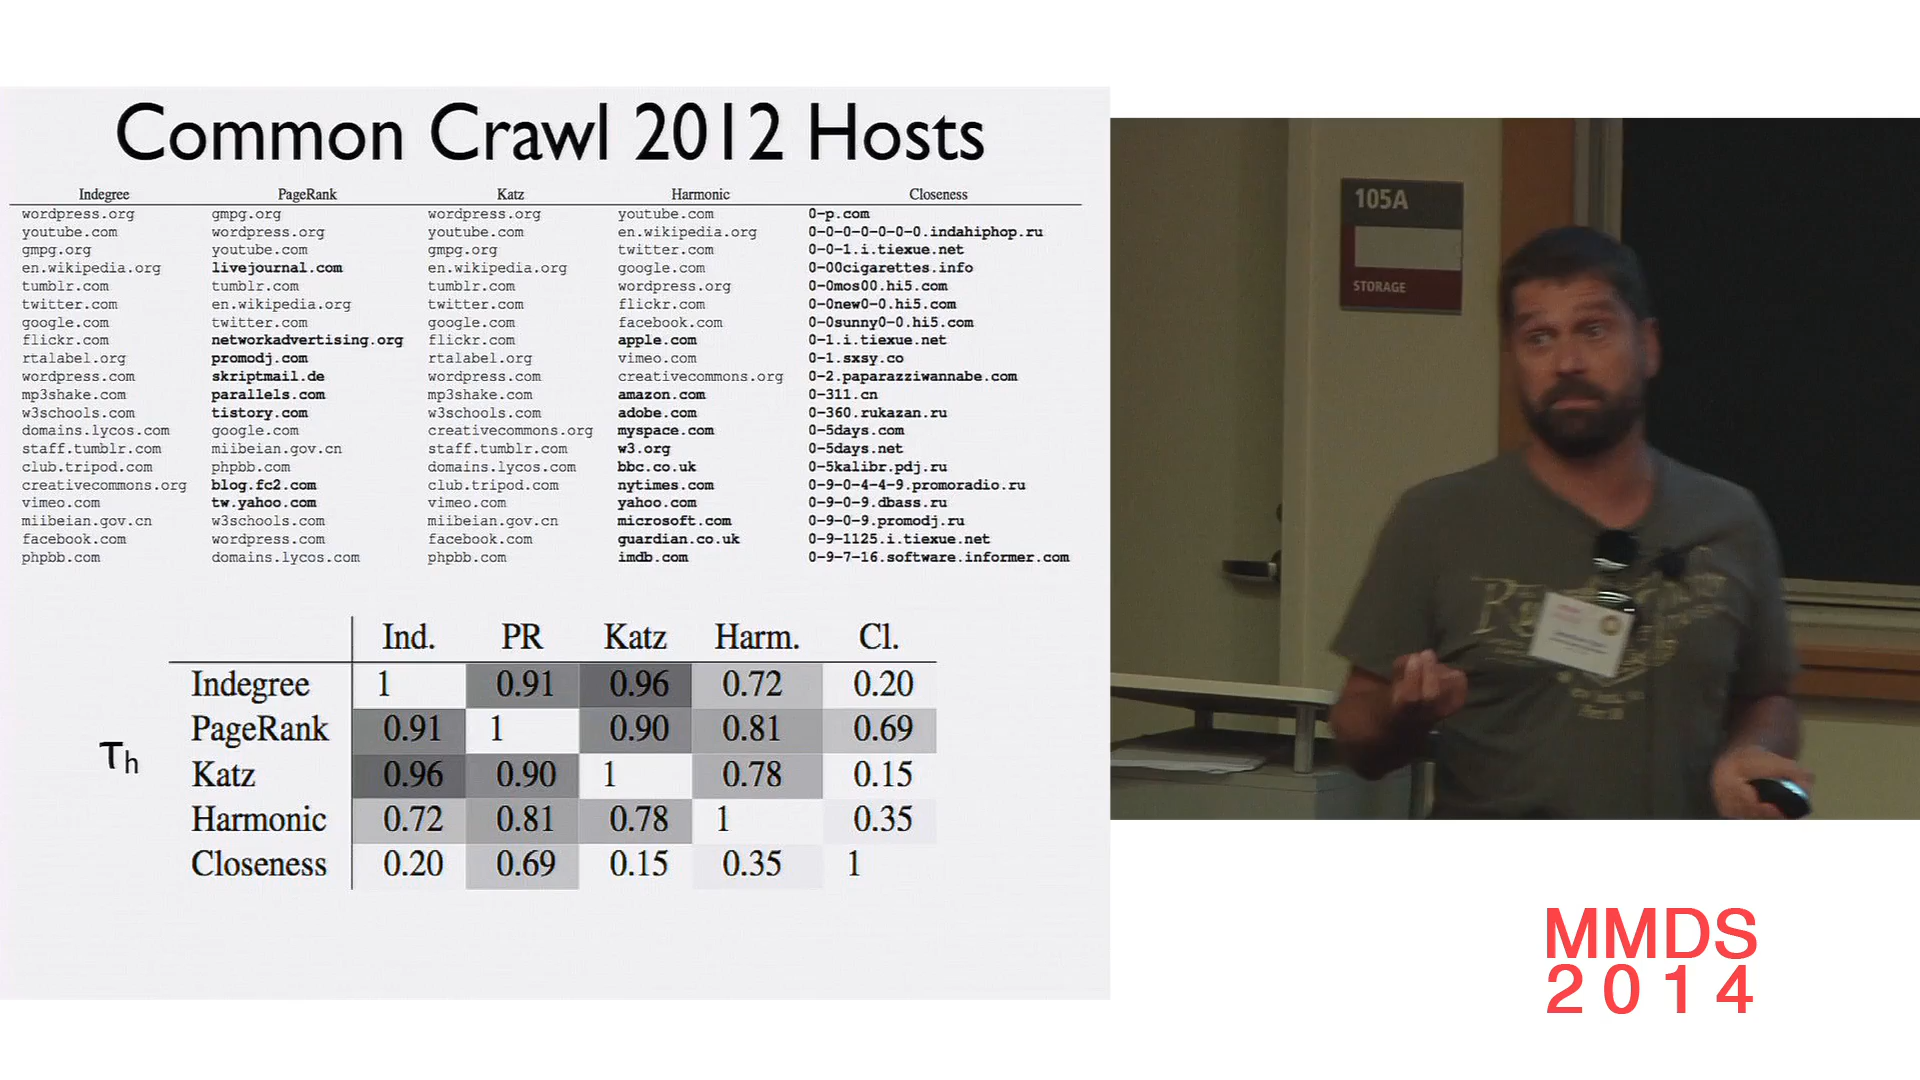 Common Crawl 2012 Hosts
Indegree PageRank Katz Harmonic Closeness
wordpress.org gmpg.org wordpress.org youtube.com 0-p.com
youtube.com wordpress.org youtube.com en.wikipedia.org 0-0-0-0-0-0-0.indahiphop.ru
gmpg.org youtube.com gmpg.org twitter.com 0-0-1.i.tiexue.net
en.wikipedia.org livejournal.com en.wikipedia.org google.com 0-00cigarettes.info
tumblr.com tumblr.com tumblr.com wordpress.org 0-0mos00.hi5.com
twitter.com en.wikipedia.org twitter.com flickr.com 0-0new0-0.hi5.com
google.com twitter.com google.com facebook.com 0-0sunny0-0.hi5.com
flickr.com networkadvertising.org flickr.com apple.com 0-1.i.tiexue.net
rtalabel.org promodj.com rtalabel.org vimeo.com 0-1.sxsy.co
wordpress.com skriptmail.de wordpress.com creativecommons.org 0-2.paparazziwannabe.com
mp3shake.com parallels.com mp3shake.com amazon.com 0-311.cn
w3schools.com tistory.com w3schools.com adobe.com 0-360.rukazan.ru
domains.lycos.com google.com creativecommons.org myspace.com 0-5days.com
staff.tumblr.com miibeian.gov.cn staff.tumblr.com w3.org 0-5days.net
club.tripod.com phpbb.com domains.lycos.com bbc.co.uk 0-5kalibr.pdj.ru
creativecommons.org blog.fc2.com club.tripod.com nytimes.com 0-9-0-4-4-9.promoradio.ru
vimeo.com tw.yahoo.com vimeo.com yahoo.com 0-9-0-9.dbass.ru
miibeian.gov.cn w3schools.com miibeian.gov.cn microsoft.com 0-9-0-9.promodj.ru
facebook.com wordpress.com facebook.com guardian.co.uk 0-9-1125.i.tiexue.net
phpbb.com domains.lycos.com phpbb.com imdb.com 0-9-7-16.software.informer.com
Ind. PR Katz Harm. Cl.
Indegree 1 0.91 0.96 0.72 0.20
PageRank 0.91 1 0.90 0.81 0.69
Katz 0.96 0.90 1 0.78 0.15
Harmonic 0.72 0.81 0.78 1 0.35
Closeness 0.20 0.69 0.15 0.35 1
τh
105A
STORAGE
MMDS
2014